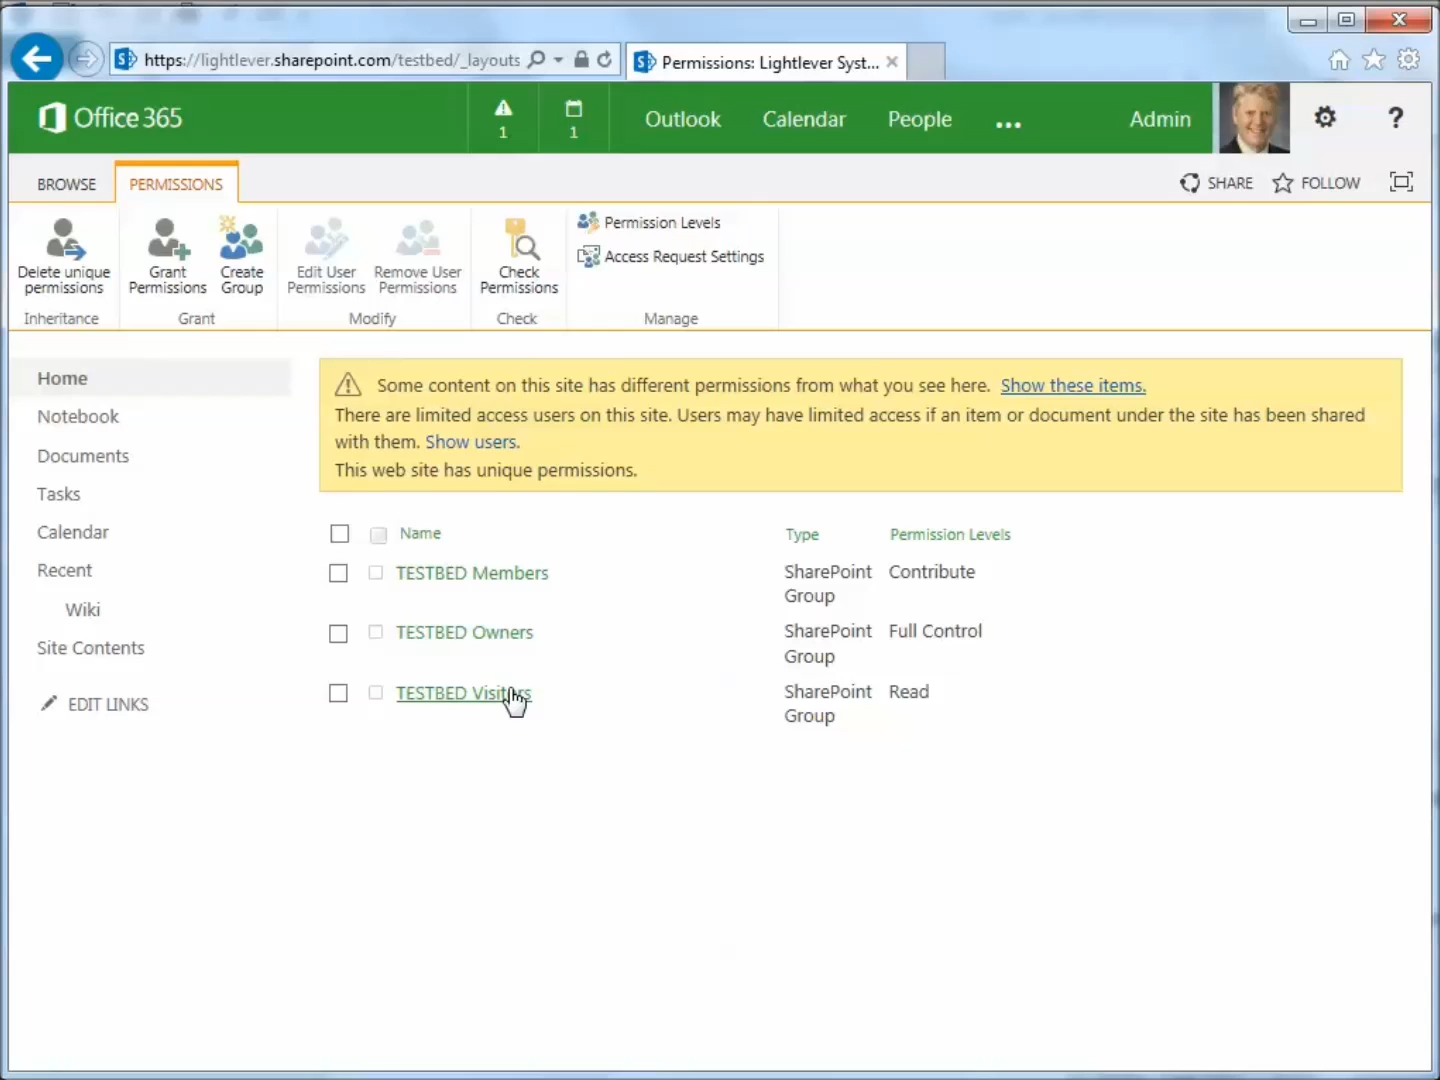 https://lightlever.sharepoint.com/testbed/_layouts
Permissions: Lightlever Syst...
Office 365
1
1
Outlook
Calendar
People
...
Admin
?
BROWSE
PERMISSIONS
SHARE
FOLLOW
Delete unique
permissions
Grant
Permissions
Create
Group
Edit User
Permissions
Remove User
Permissions
Check
Permissions
Permission Levels
Access Request Settings
Inheritance
Grant
Modify
Check
Manage
Home
Notebook
Documents
Tasks
Calendar
Recent
Wiki
Site Contents
EDIT LINKS
Some content on this site has different permissions from what you see here. Show these items.
There are limited access users on this site. Users may have limited access if an item or document under the site has been shared
with them. Show users.
This web site has unique permissions.
Name
Type
Permission Levels
TESTBED Members
SharePoint
Group
Contribute
TESTBED Owners
SharePoint
Group
Full Control
TESTBED Visitors
SharePoint
Group
Read